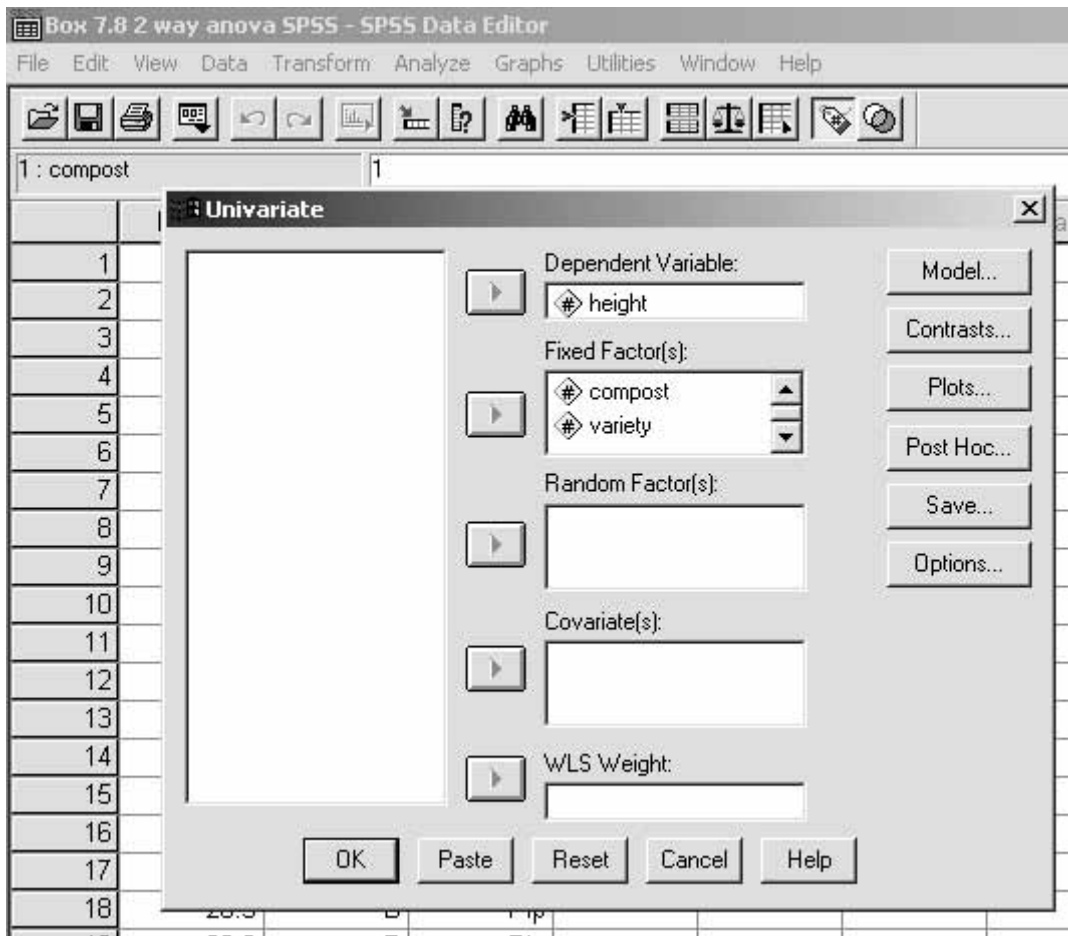 Box 7.8 2 way anova SPSS - SPSS Data Editor
File Edit View Data Transform Analyze Graphs Utilities Window Help
1 : compost 1
Univariate
Dependent Variable:
height
Fixed Factor(s):
compost
variety
Random Factor(s):
Covariate(s):
WLS Weight:
Model...
Contrasts...
Plots...
Post Hoc...
Save...
Options...
OK Paste Reset Cancel Help
1
2
3
4
5
6
7
8
9
10
11
12
13
14
15
16
17
18